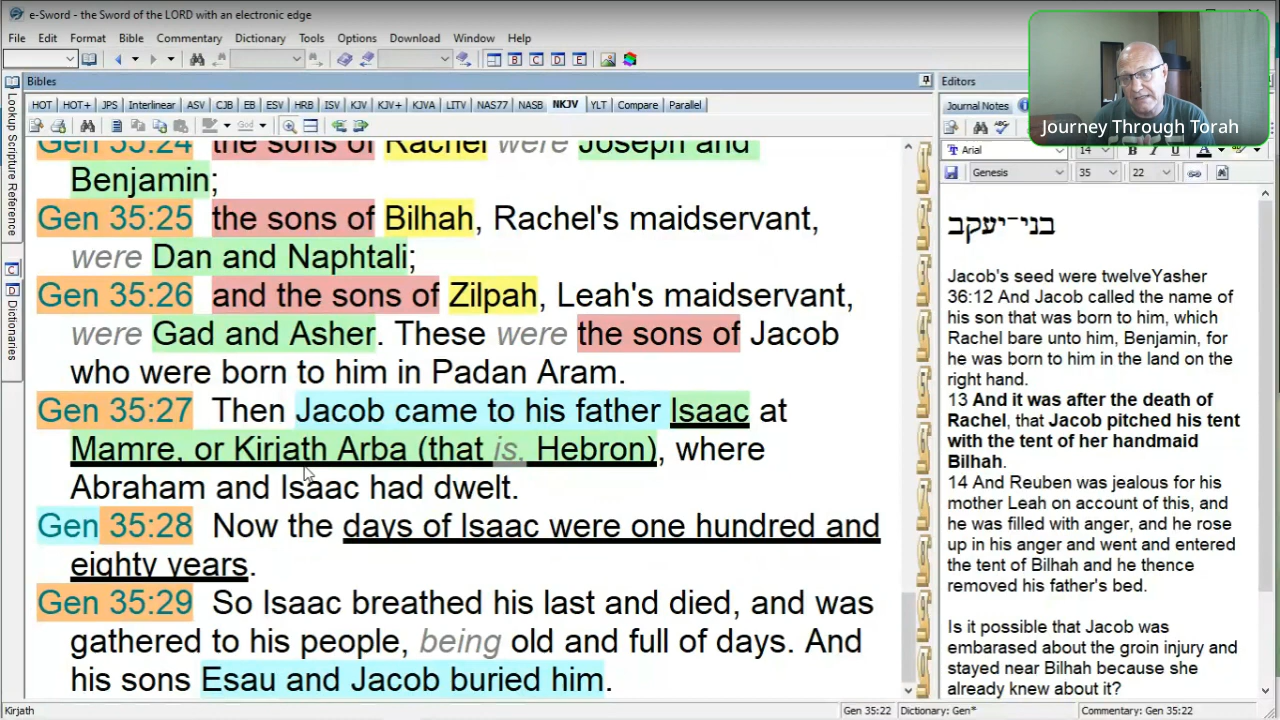 e-Sword - the Sword of the LORD with an electronic edge
File Edit Format Bible Commentary Dictionary Tools Options Download Window Help
B C D E
Bibles
Editors
HOT HOT+ JPS Interlinear ASV CJB EB ESV HRB ISV KJV KJV+ KJVA LITV NAS77 NASB NKJV YLT Compare Parallel
Journal Notes
Journey Through Torah
Lookup Scripture Reference
Dictionaries
Gen 35:24 the sons of Rachel were Joseph and
Benjamin;
Gen 35:25 the sons of Bilhah, Rachel's maidservant,
were Dan and Naphtali;
Gen 35:26 and the sons of Zilpah, Leah's maidservant,
were Gad and Asher. These were the sons of Jacob
who were born to him in Padan Aram.
Gen 35:27 Then Jacob came to his father Isaac at
Mamre, or Kirjath Arba (that is, Hebron), where
Abraham and Isaac had dwelt.
Gen 35:28 Now the days of Isaac were one hundred and
eighty years.
Gen 35:29 So Isaac breathed his last and died, and was
gathered to his people, being old and full of days. And
his sons Esau and Jacob buried him.
Arial 14 B I U A
Genesis 35 22
בני־יעקב
Jacob's seed were twelveYasher
36:12 And Jacob called the name of
his son that was born to him, which
Rachel bare unto him, Benjamin, for
he was born to him in the land on the
right hand.
13 And it was after the death of
Rachel, that Jacob pitched his tent
with the tent of her handmaid
Bilhah.
14 And Reuben was jealous for his
mother Leah on account of this, and
he was filled with anger, and he rose
up in his anger and went and entered
the tent of Bilhah and he thence
removed his father's bed.
Is it possible that Jacob was
embarased about the groin injury and
stayed near Bilhah because she
already knew about it?
Kirjath
Gen 35:22 Dictionary: Gen* Commentary: Gen 35:22